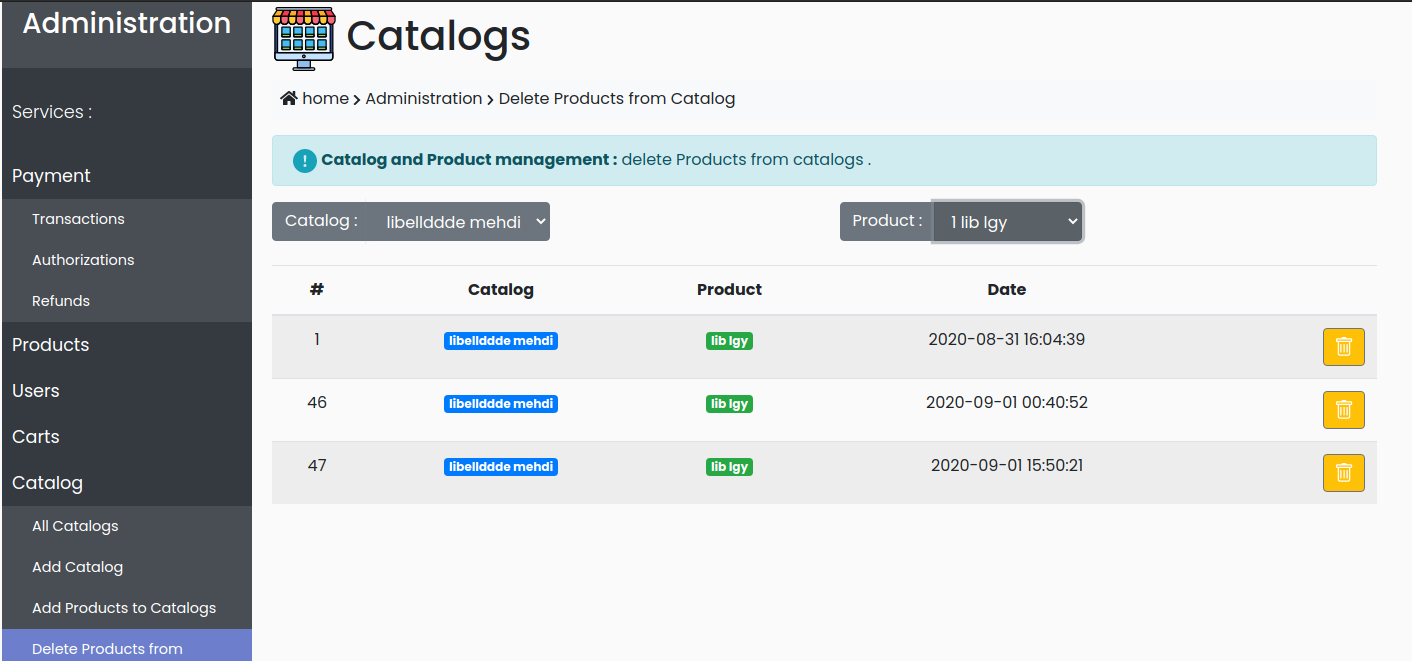 Administration
Services :
Payment
Transactions
Authorizations
Refunds
Products
Users
Carts
Catalog
All Catalogs
Add Catalog
Add Products to Catalogs
Delete Products from
Catalogs
home > Administration > Delete Products from Catalog
! Catalog and Product management : delete Products from catalogs .
Catalog : libellddde mehdi Product : 1 lib lgy
# Catalog Product Date
1 libellddde mehdi lib lgy 2020-08-31 16:04:39
46 libellddde mehdi lib lgy 2020-09-01 00:40:52
47 libellddde mehdi lib lgy 2020-09-01 15:50:21